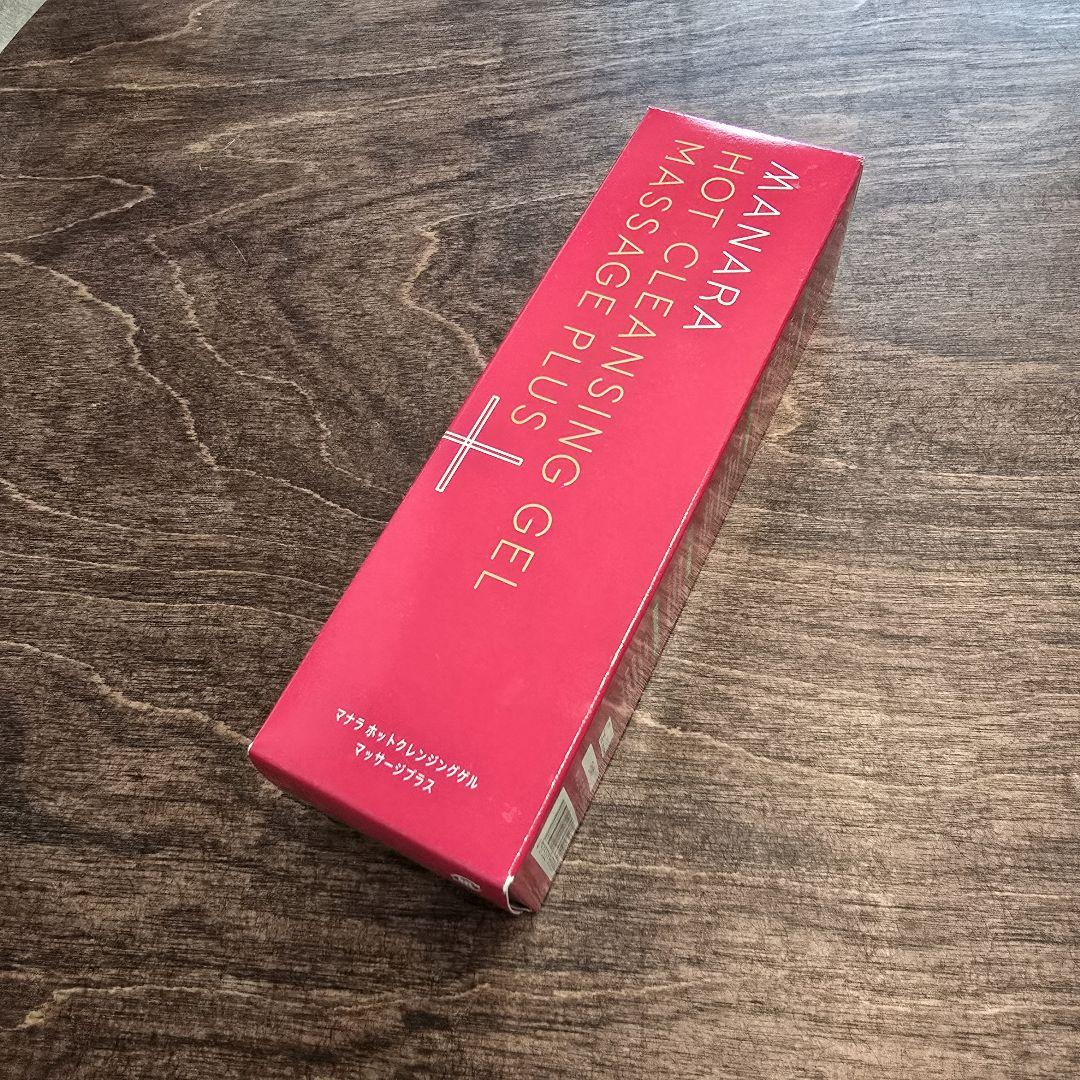 MANARA
HOT CLEANSING GEL
MASSAGE PLUS
マナラ ホットクレンジングゲル
マッサージプラス